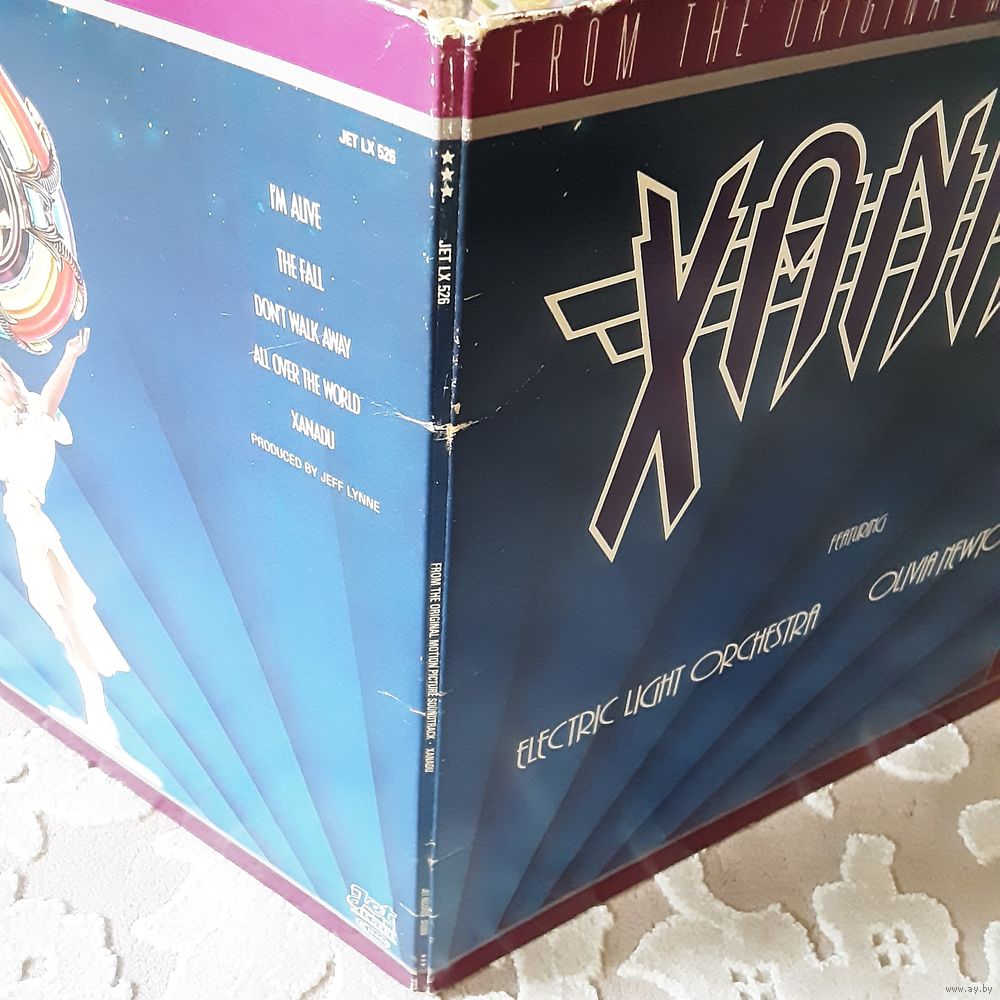 JET LX 526
I'M ALIVE
THE FALL
DON'T WALK AWAY
ALL OVER THE WORLD
XANADU
PRODUCED BY JEFF LYNNE
Jet
JET LX 526
FROM THE ORIGINAL MOTION PICTURE SOUNDTRACK · XANADU
FROM THE ORIGINAL M
XANA
FEATURING
ELECTRIC LIGHT ORCHESTRA
OLIVIA NEWTO
www.ay.by